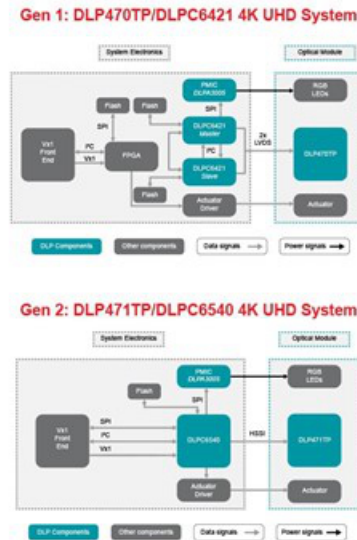 Gen 1: DLP470TP/DLPC6421 4K UHD System
System Electronics
Optical Module
PMIC
DLPA3005
RGB
LEDs
Flash
Flash
SPI
SPI
DLPC6421
Master
Vx1
Front
End
I²C
Vx1
FPGA
I²C
2x
LVDS
DLP470TP
DLPC6421
Slave
Flash
Actuator
Driver
Actuator
DLP Components
Other components
Data signals
Power signals
Gen 2: DLP471TP/DLPC6540 4K UHD System
System Electronics
Optical Module
PMIC
DLPA3005
RGB
LEDs
Flash
SPI
SPI
Vx1
Front
End
I²C
Vx1
DLPC6540
HSSI
DLP471TP
Actuator
Driver
Actuator
DLP Components
Other components
Data signals
Power signals